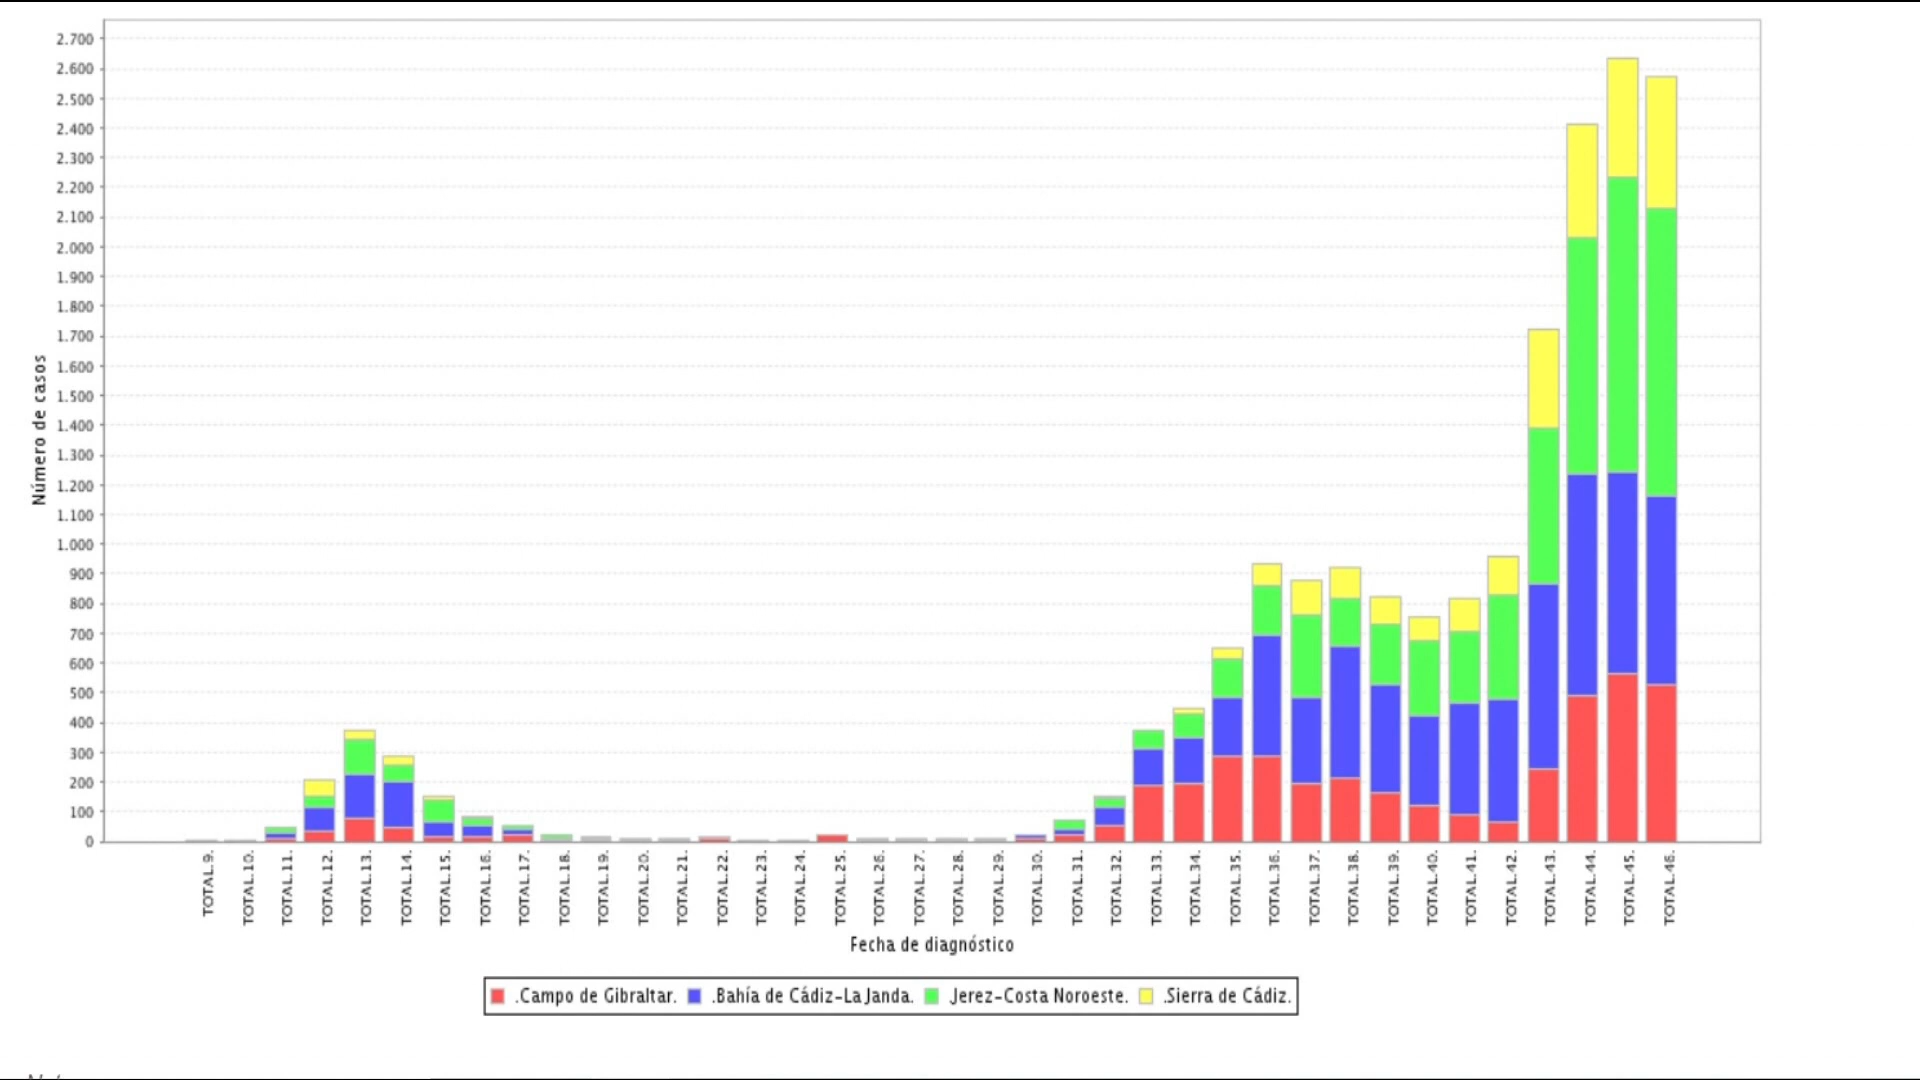 2.700
2.600
2.500
2.400
2.300
2.200
2.100
2.000
1.900
1.800
1.700
1.600
1.500
1.400
1.300
1.200
1.100
1.000
900
800
700
600
500
400
300
200
100
0
Número de casos
TOTAL.9.
TOTAL.10.
TOTAL.11.
TOTAL.12.
TOTAL.13.
TOTAL.14.
TOTAL.15.
TOTAL.16.
TOTAL.17.
TOTAL.18.
TOTAL.19.
TOTAL.20.
TOTAL.21.
TOTAL.22.
TOTAL.23.
TOTAL.24.
TOTAL.25.
TOTAL.26.
TOTAL.27.
TOTAL.28.
TOTAL.29.
TOTAL.30.
TOTAL.31.
TOTAL.32.
TOTAL.33.
TOTAL.34.
TOTAL.35.
TOTAL.36.
TOTAL.37.
TOTAL.38.
TOTAL.39.
TOTAL.40.
TOTAL.41.
TOTAL.42.
TOTAL.43.
TOTAL.44.
TOTAL.45.
TOTAL.46.
Fecha de diagnóstico
.Campo de Gibraltar. .Bahía de Cádiz-La Janda. .Jerez-Costa Noroeste. .Sierra de Cádiz.